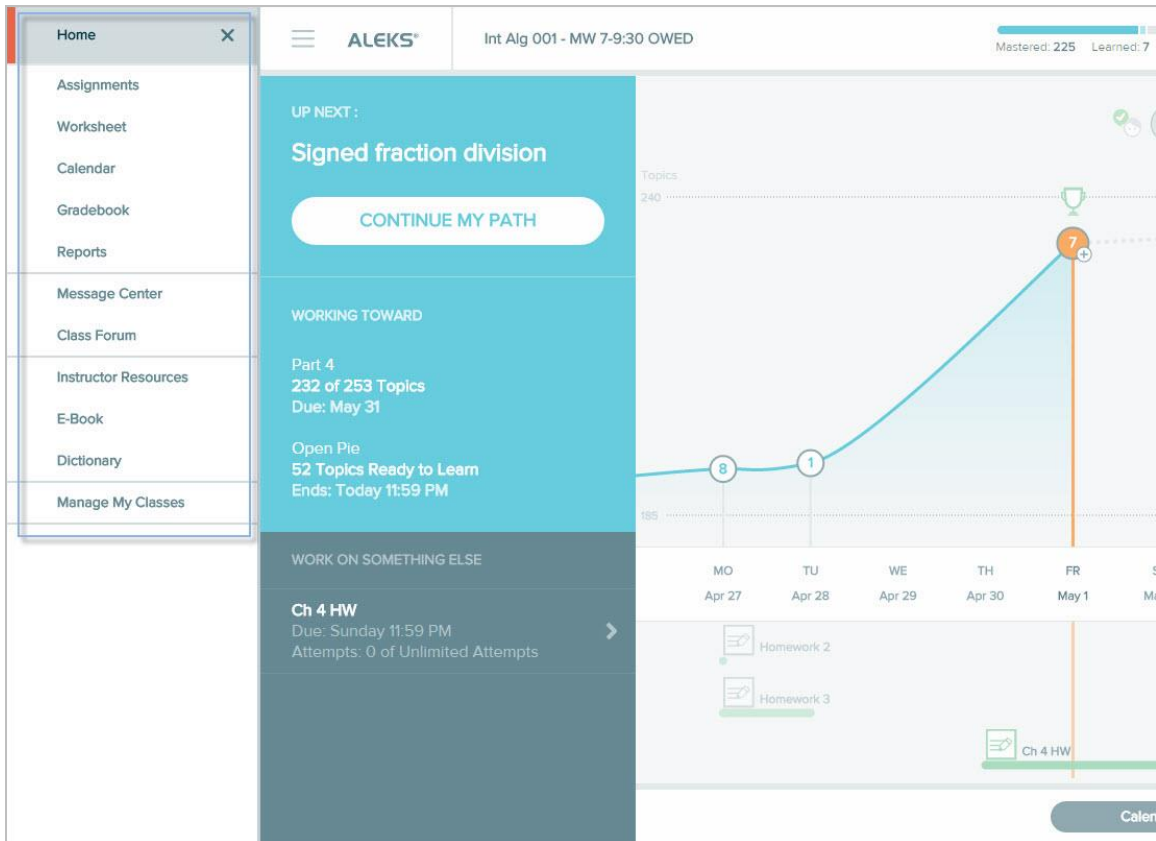 Home
Assignments
Worksheet
Calendar
Gradebook
Reports
Message Center
Class Forum
Instructor Resources
E-Book
Dictionary
Manage My Classes
ALEKS®
Int Alg 001 - MW 7-9:30 OWED
Mastered: 225 Learned: 7
UP NEXT :
Signed fraction division
CONTINUE MY PATH
WORKING TOWARD
Part 4
232 of 253 Topics
Due: May 31
Open Pie
52 Topics Ready to Learn
Ends: Today 11:59 PM
WORK ON SOMETHING ELSE
Ch 4 HW
Due: Sunday 11:59 PM
Attempts: 0 of Unlimited Attempts
Topics
240
7
8
1
185
MO TU WE TH FR S
Apr 27 Apr 28 Apr 29 Apr 30 May 1
Homework 2
Homework 3
Ch 4 HW